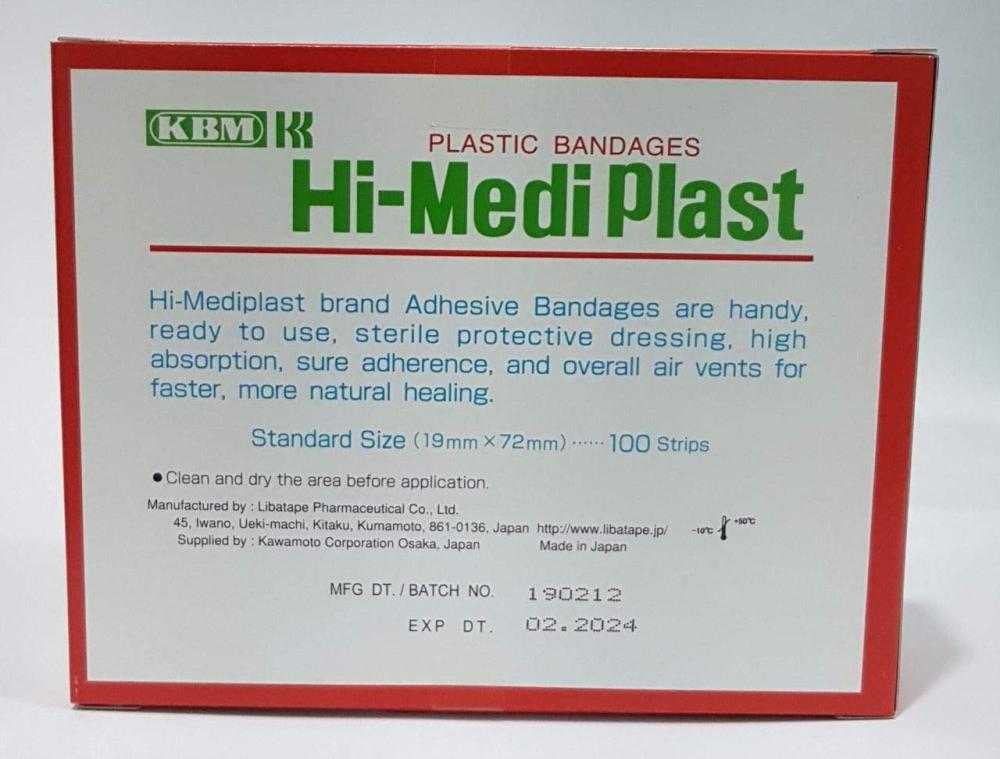 KBM
PLASTIC BANDAGES
Hi-Medi Plast
Hi-Mediplast brand Adhesive Bandages are handy,
ready to use, sterile protective dressing, high
absorption, sure adherence, and overall air vents for
faster, more natural healing.
Standard Size (19mm×72mm)······100 Strips
●Clean and dry the area before application.
Manufactured by : Libatape Pharmaceutical Co., Ltd.
45, Iwano, Ueki-machi, Kitaku, Kumamoto, 861-0136, Japan http://www.libatape.jp/ -10℃ +50℃
Supplied by : Kawamoto Corporation Osaka, Japan Made in Japan
MFG DT. / BATCH NO. 190212
EXP DT. 02.2024